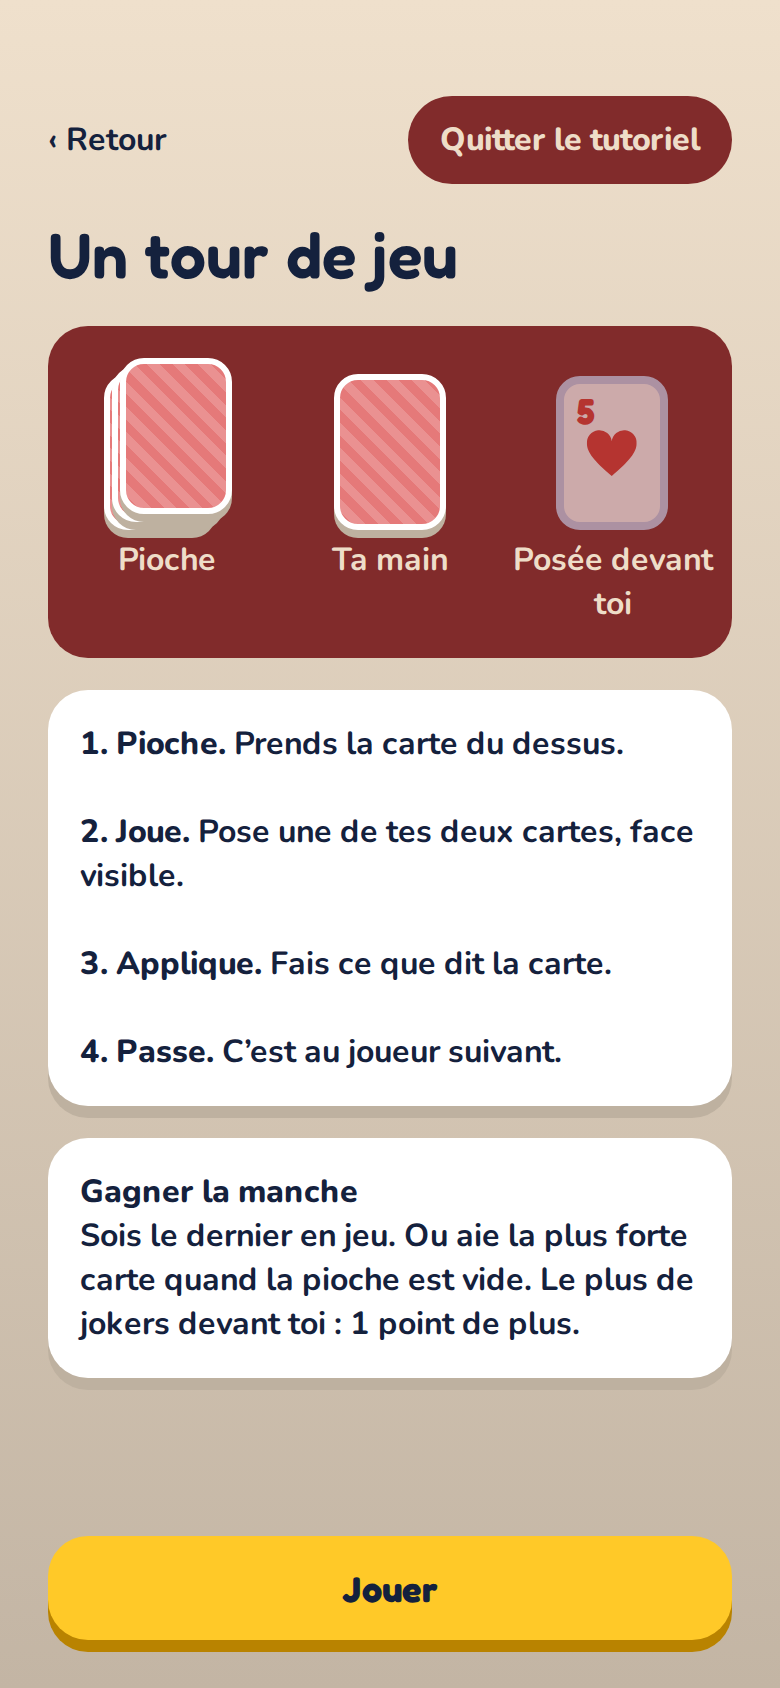 ‹ Retour
Quitter le tutoriel
Un tour de jeu
5
Pioche
Ta main
Posée devant
toi
1. Pioche. Prends la carte du dessus.
2. Joue. Pose une de tes deux cartes, face
visible.
3. Applique. Fais ce que dit la carte.
4. Passe. C’est au joueur suivant.
Gagner la manche
Sois le dernier en jeu. Ou aie la plus forte
carte quand la pioche est vide. Le plus de
jokers devant toi : 1 point de plus.
Jouer